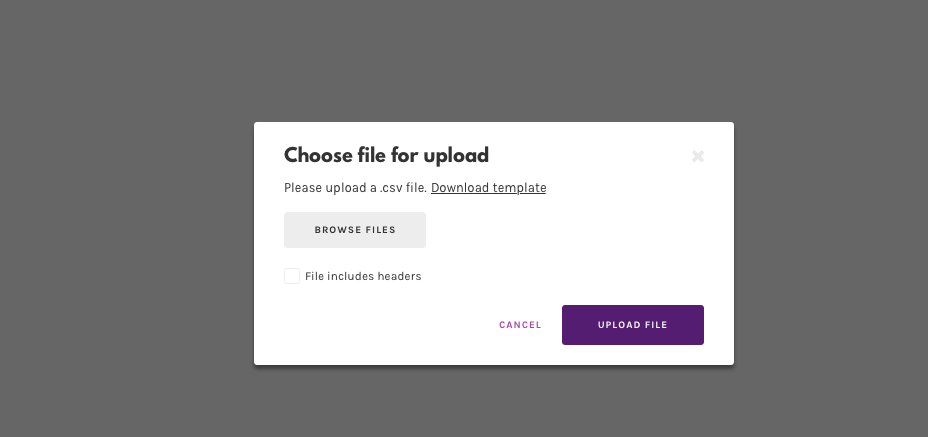 Choose file for upload
Please upload a .csv file. Download template
BROWSE FILES
File includes headers
CANCEL
UPLOAD FILE